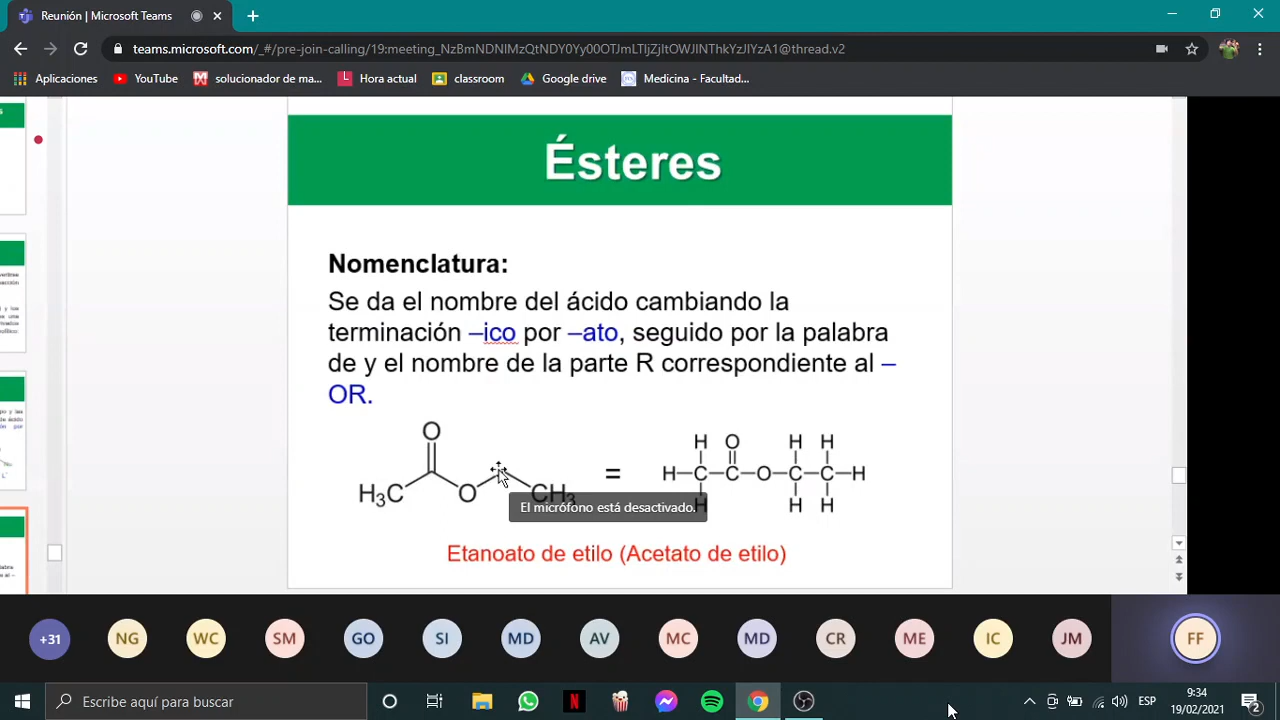 Reunión | Microsoft Teams
teams.microsoft.com/_#/pre-join-calling/19:meeting_NzBmNDNlMzQtNDY0Yy00OTJmLTljZjItOWJlNThkYzJlYzA1@thread.v2
Aplicaciones
YouTube
solucionador de ma...
Hora actual
classroom
Google drive
Medicina - Facultad...
Ésteres
Nomenclatura:
Se da el nombre del ácido cambiando la
terminación –ico por –ato, seguido por la palabra
de y el nombre de la parte R correspondiente al –
OR.
O
H3C
O
CH3
=
H O H H
H–C–C–O–C–C–H
H H H
El micrófono está desactivado.
Etanoato de etilo (Acetato de etilo)
+31
NG
WC
SM
GO
SI
MD
AV
MC
MD
CR
ME
IC
JM
FF
Escribe aquí para buscar
ESP
9:34
19/02/2021
2